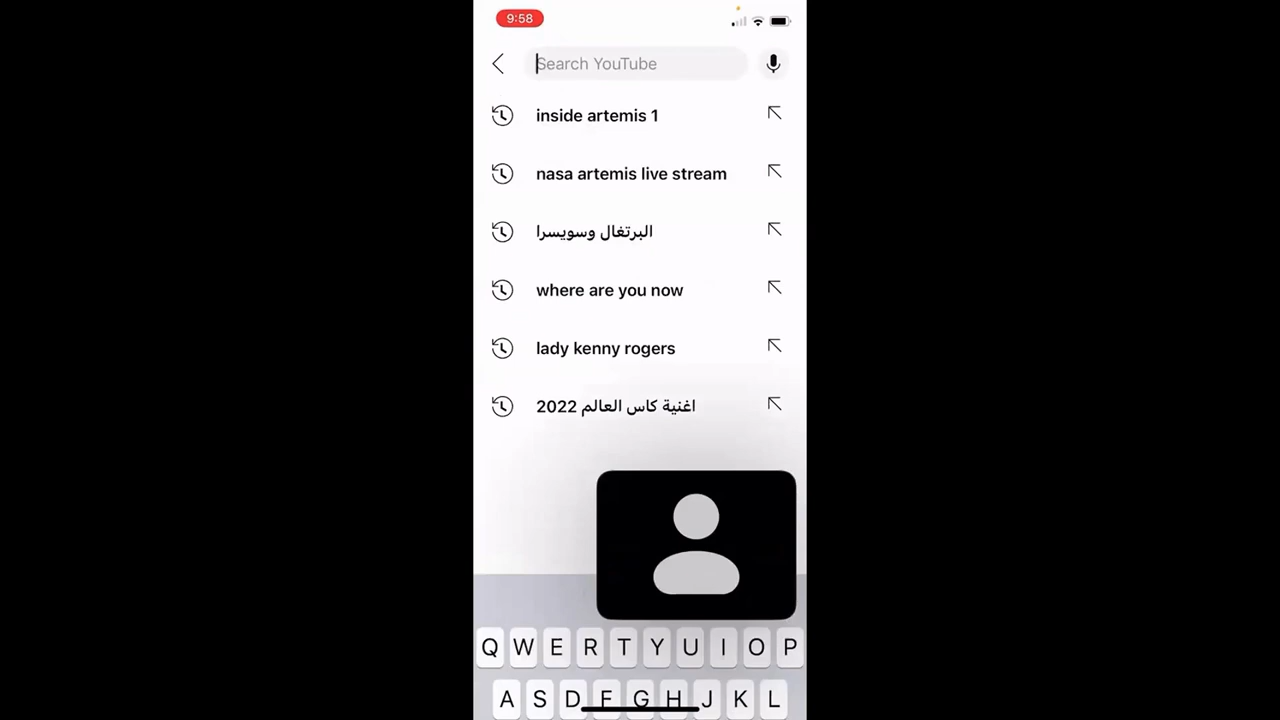 9:58
Search YouTube
inside artemis 1
nasa artemis live stream
البرتغال وسويسرا
where are you now
lady kenny rogers
اغنية كاس العالم 2022
Q W E R T Y U I O P
A S D F G H J K L